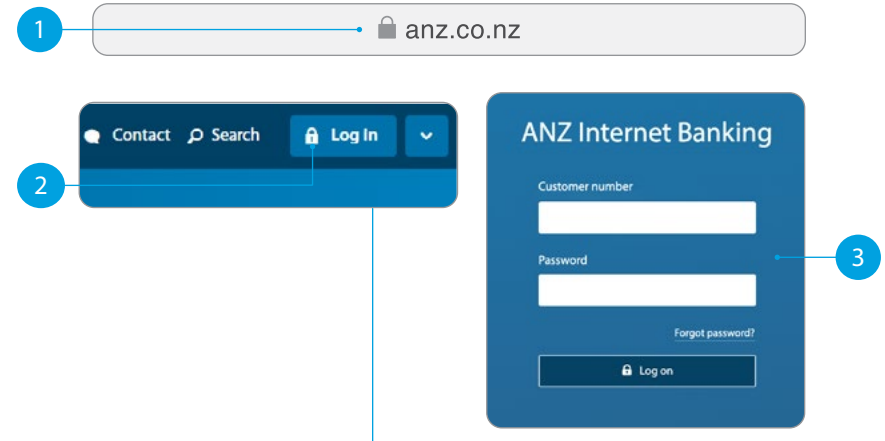 1
anz.co.nz
Contact Search Log In
2
ANZ Internet Banking
Customer number
Password
3
Forgot password?
Log on